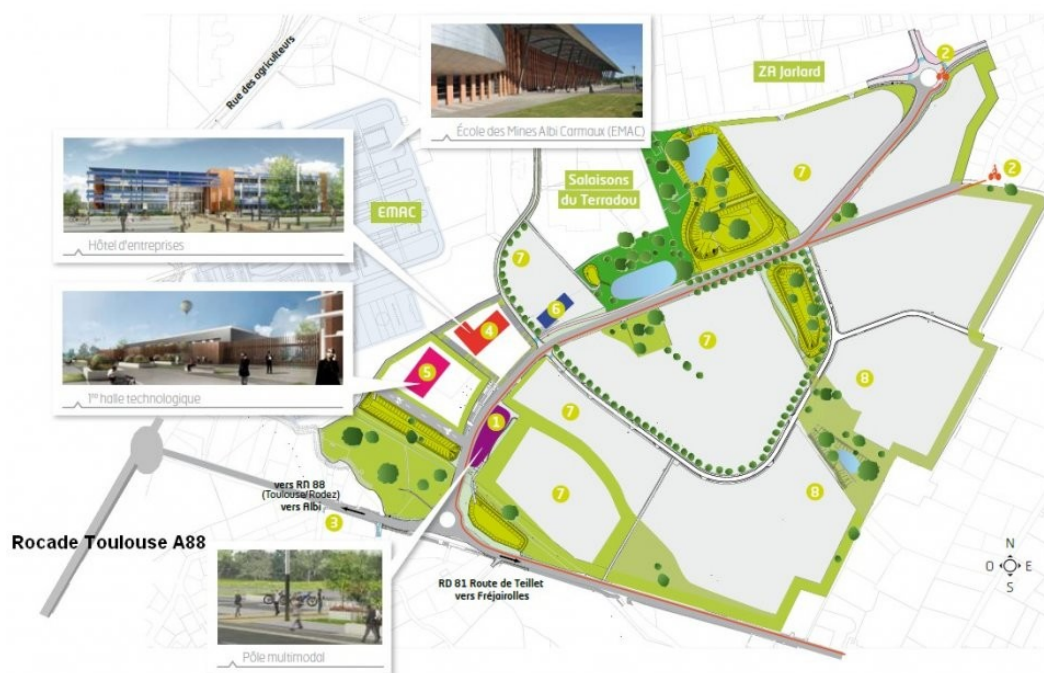 Rue des agriculteurs
École des Mines Albi Carmaux (EMAC)
ZA Jarlard
2
2
7
Hôtel d'entreprises
EMAC
Salaisons
du Terradou
7
6
4
7
1re halle technologique
5
8
1
7
7
8
vers RN 88
(Toulouse/Rodez)
vers Albi
3
Rocade Toulouse A88
RD 81 Route de Teillet
vers Fréjairolles
N
O
E
S
Pôle multimodal